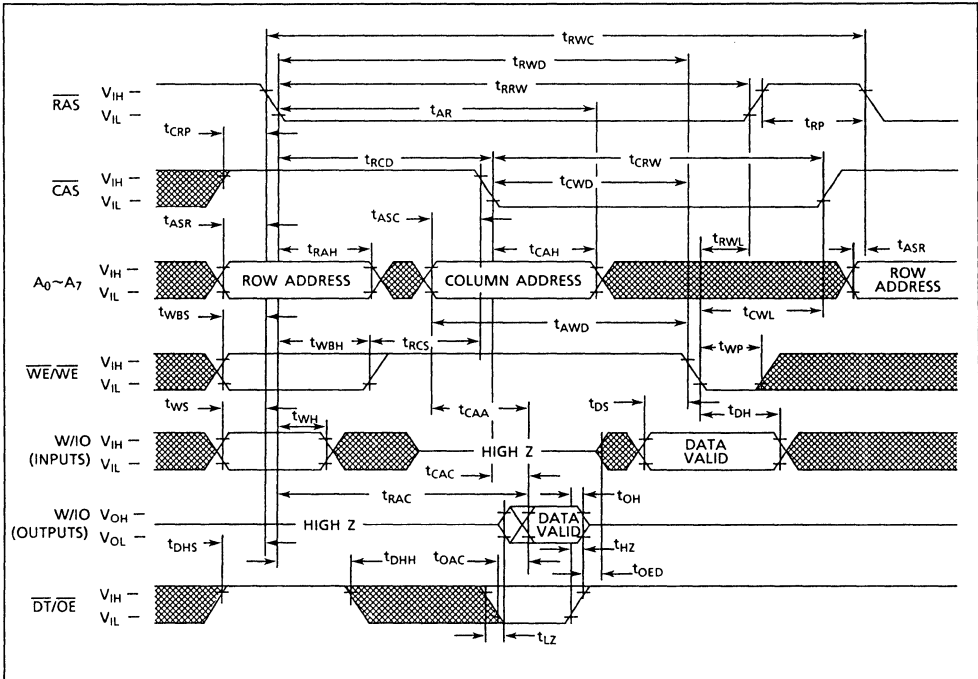 tRWC
tRWD
tRRW
tAR
tRP
RAS VIH VIL
tCRP
tRCD tCRW
CAS VIH VIL
tCWD
tASR tASC
tRAH tCAH tRWL tASR
A0~A7 VIH VIL ROW ADDRESS COLUMN ADDRESS ROW ADDRESS
tWBS tAWD tCWL
tWBH tRCS tWP
WE/WE VIH VIL
tWS tWH tCAA tDS tDH
W/IO (INPUTS) VIH VIL HIGH Z DATA VALID
tCAC
tRAC tOH
W/IO (OUTPUTS) VOH VOL HIGH Z DATA VALID
tDHS tDHH tOAC tHZ
tOED
DT/OE VIH VIL
tLZ